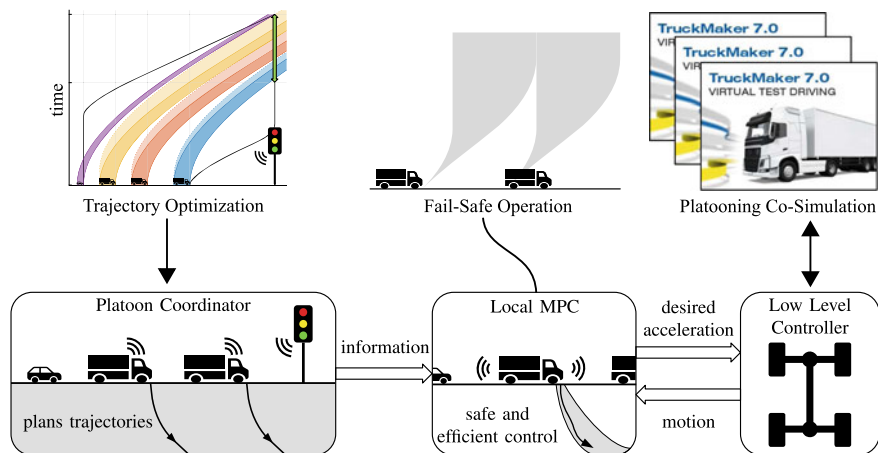 time
Trajectory Optimization
Fail-Safe Operation
TruckMaker 7.0
VIR
TruckMaker 7.0
VIR
TruckMaker 7.0
VIRTUAL TEST DRIVING
Platooning Co-Simulation
Platoon Coordinator
plans trajectories
information
Local MPC
safe and
efficient control
desired
acceleration
motion
Low Level
Controller